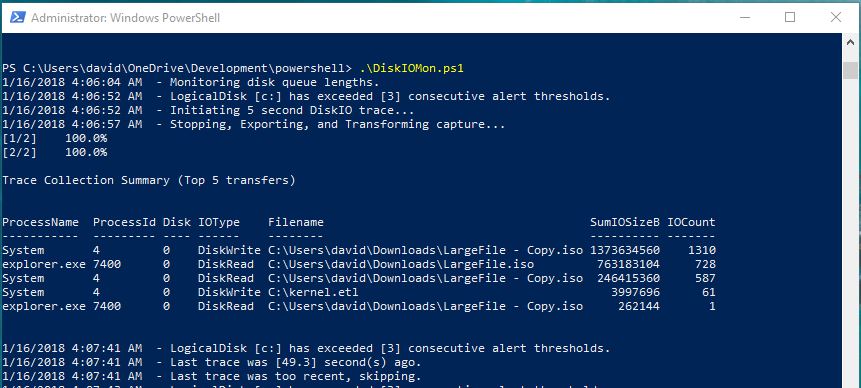 Administrator: Windows PowerShell
PS C:\Users\david\OneDrive\Development\powershell> .\DiskIOMon.ps1
1/16/2018 4:06:04 AM  - Monitoring disk queue lengths.
1/16/2018 4:06:52 AM  - LogicalDisk [c:] has exceeded [3] consecutive alert thresholds.
1/16/2018 4:06:52 AM  - Initiating 5 second DiskIO trace...
1/16/2018 4:06:57 AM  - Stopping, Exporting, and Transforming capture...
[1/2]    100.0%
[2/2]    100.0%
Trace Collection Summary (Top 5 transfers)
ProcessName  ProcessId Disk IOType    Filename                                      SumIOSizeB IOCount
-----------  --------- ---- ------    --------                                      ---------- -------
System       4         0    DiskWrite C:\Users\david\Downloads\LargeFile - Copy.iso 1373634560    1310
explorer.exe 7400      0    DiskRead  C:\Users\david\Downloads\LargeFile.iso         763183104     728
System       4         0    DiskRead  C:\Users\david\Downloads\LargeFile - Copy.iso  246415360     587
System       4         0    DiskWrite C:\kernel.etl                                    3997696      61
explorer.exe 7400      0    DiskRead  C:\Users\david\Downloads\LargeFile - Copy.iso     262144       1
1/16/2018 4:07:41 AM  - LogicalDisk [c:] has exceeded [3] consecutive alert thresholds.
1/16/2018 4:07:41 AM  - Last trace was [49.3] second(s) ago.
1/16/2018 4:07:41 AM  - Last trace was too recent, skipping.